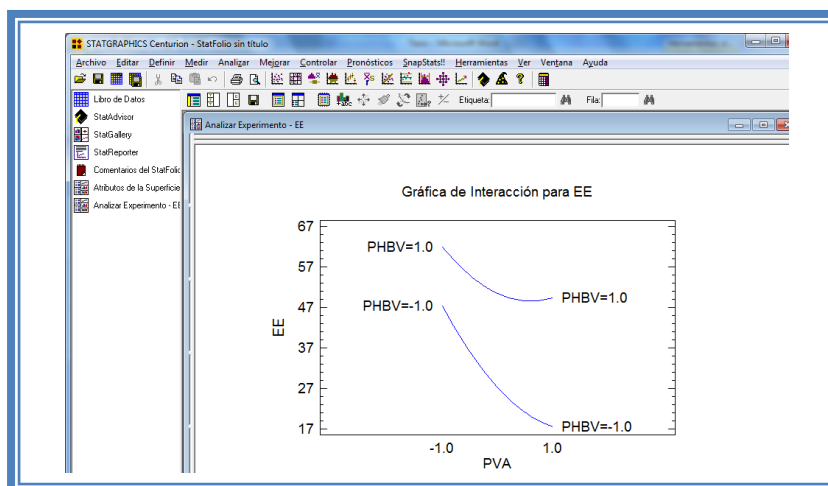 STATGRAPHICS Centurion - StatFolio sin título
Archivo Editar Definir Medir Analizar Mejorar Controlar Pronósticos SnapStats!! Herramientas Ver Ventana Ayuda
Libro de Datos
Etiqueta: Fila:
StatAdvisor
Analizar Experimento - EE
StatGallery
StatReporter
Comentarios del StatFolio
Atributos de la Superficie
Analizar Experimento - EE
Gráfica de Interacción para EE
67
PHBV=1.0
57
PHBV=1.0
47
PHBV=-1.0
EE
37
27
17
PHBV=-1.0
-1.0 1.0
PVA